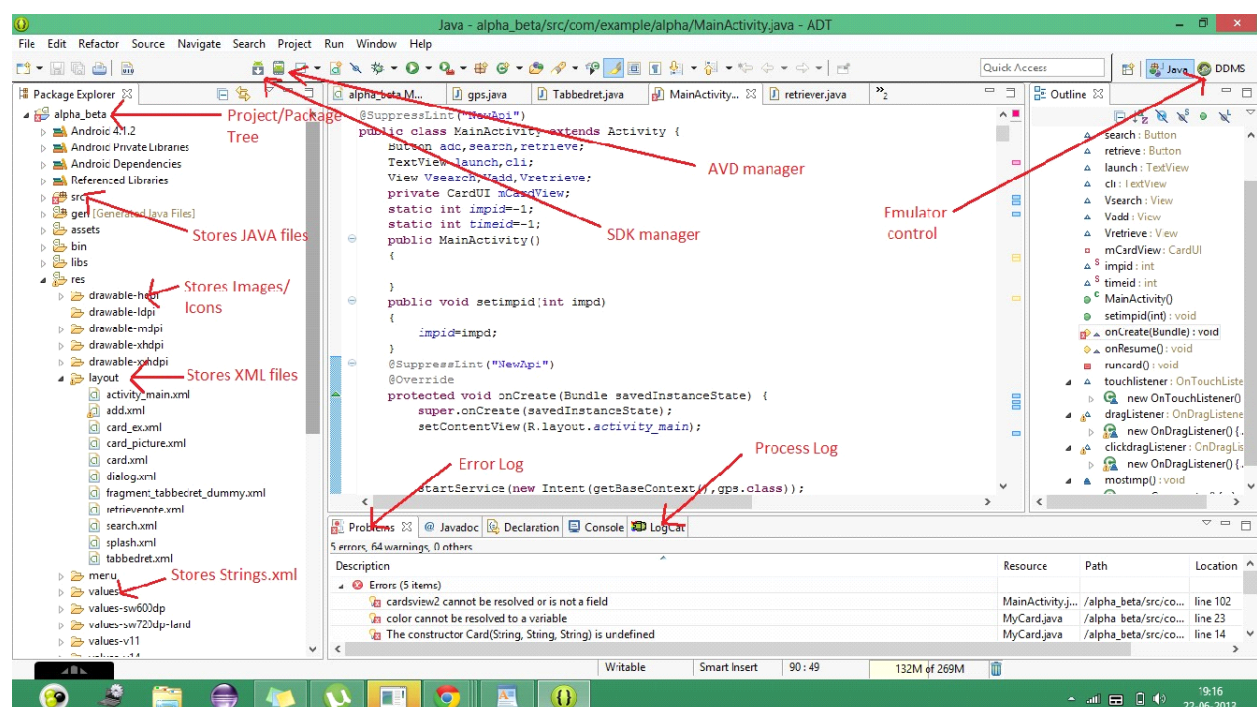 Java - alpha_beta/src/com/example/alpha/MainActivity.java - ADT
File Edit Refactor Source Navigate Search Project Run Window Help
Quick Access
Java
DDMS
Package Explorer
alpha_beta
Project/Package
Tree
Android 4.1.2
Android Private Libraries
Android Dependencies
Referenced Libraries
src
gen [Generated Java Files]
Stores JAVA files
assets
bin
libs
res
drawable-hdpi
Stores Images/
Icons
drawable-ldpi
drawable-mdpi
drawable-xhdpi
drawable-xxhdpi
layout
Stores XML files
activity_main.xml
add.xml
card_ex.xml
card_picture.xml
card.xml
dialog.xml
fragment_tabbecret_dummy.xml
retrievenote.xml
search.xml
splash.xml
tabbedret.xml
menu
values
Stores Strings.xml
values-sw600dp
values-sw720dp-land
values-v11
values-v14
alpha_beta M...
gps.java
Tabbedret.java
MainActivity...
retriever.java
»2
@SuppressLint("NewApi")
public class MainActivity extends Activity {
Button add,search,retrieve;
TextView launch,cli;
View Vsearch,Vadd,Vretrieve;
private CardUI mCardView;
static int impid=-1;
static int timeid=-1;
public MainActivity()
{
}
public void setimpid(int impd)
{
impid=impd;
}
@SuppressLint("NewApi")
@Override
protected void onCreate(Bundle savedInstanceState) {
super.onCreate(savedInstanceState);
setContentView(R.layout.activity_main);
startService(new Intent(getBaseContext(),gps.class));
AVD manager
SDK manager
Emulator
control
Error Log
Process Log
Outline
search : Button
retrieve : Button
launch : TextView
cli : TextView
Vsearch : View
Vadd : View
Vretrieve : View
mCardView : CardUI
S impid : int
S timeid : int
C MainActivity()
setimpid(int) : void
onCreate(Bundle) : void
onResume() : void
runcard() : void
touchlistener : OnTouchListe
new OnTouchListener()
dragListener : OnDragListene
new OnDragListener() {.
clickdragListener : OnDragLis
new OnDragListener() {.
mostimp() : void
Problems
@ Javadoc
Declaration
Console
LogCat
5 errors, 64 warnings, 0 others
Description Resource Path Location
Errors (5 items)
cardsview2 cannot be resolved or is not a field MainActivity.j... /alpha_beta/src/co... line 102
color cannot be resolved to a variable MyCard.java /alpha_beta/src/co... line 23
The constructor Card(String, String, String) is undefined MyCard.java /alpha_beta/src/co... line 14
Writable Smart Insert 90 : 49 132M of 269M
19:16
22-06-2013